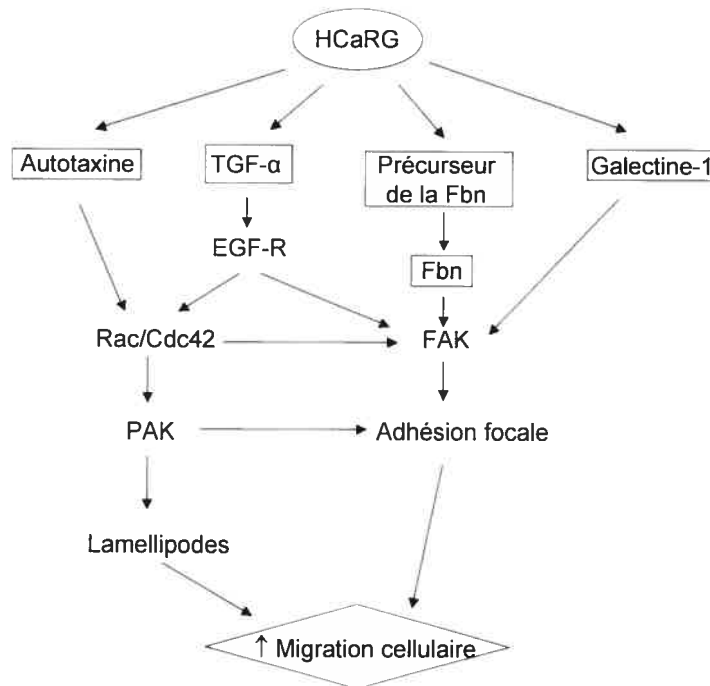 HCaRG
Autotaxine
TGF-α
Précurseur
de la Fbn
Galectine-1
EGF-R
Fbn
Rac/Cdc42
FAK
PAK
Adhésion focale
Lamellipodes
↑ Migration cellulaire